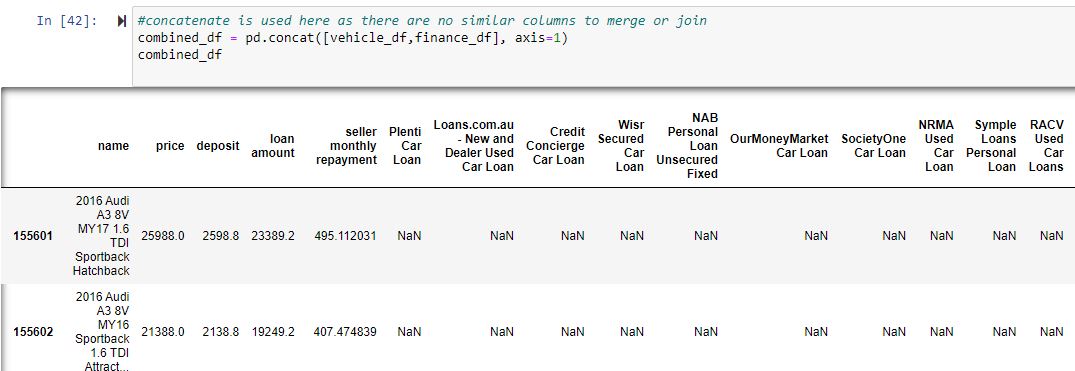 In [42]:
#concatenate is used here as there are no similar columns to merge or join
combined_df = pd.concat([vehicle_df,finance_df], axis=1)
combined_df
name price deposit loan amount seller monthly repayment Plenti Car Loan Loans.com.au - New and Dealer Used Car Loan Credit Concierge Car Loan Wisr Secured Car Loan NAB Personal Loan Unsecured Fixed OurMoneyMarket Car Loan SocietyOne Car Loan NRMA Used Car Loan Symple Loans Personal Loan RACV Used Car Loans
155601 2016 Audi A3 8V MY17 1.6 TDI Sportback Hatchback 25988.0 2598.8 23389.2 495.112031 NaN NaN NaN NaN NaN NaN NaN NaN NaN NaN
155602 2016 Audi A3 8V MY16 Sportback 1.6 TDI Attract... 21388.0 2138.8 19249.2 407.474839 NaN NaN NaN NaN NaN NaN NaN NaN NaN NaN